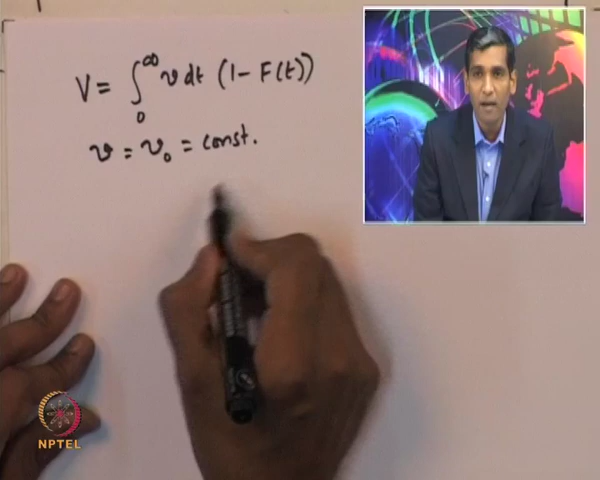 V = ∫₀^∞ v dt (1 - F(t))
v = v₀ = const.
NPTEL